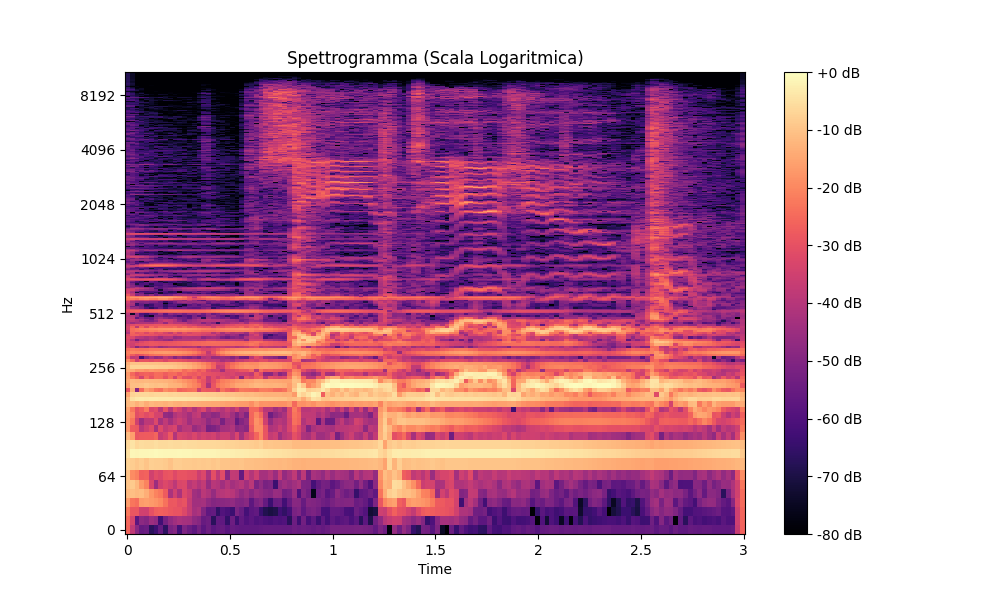 Spettrogramma (Scala Logaritmica)
Hz
8192
4096
2048
1024
512
256
128
64
0
0
0.5
1
1.5
2
2.5
3
Time
+0 dB
-10 dB
-20 dB
-30 dB
-40 dB
-50 dB
-60 dB
-70 dB
-80 dB